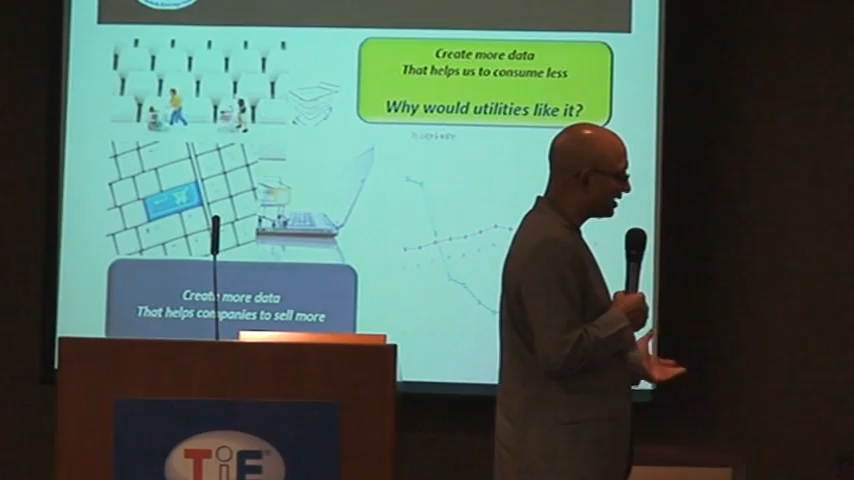 Create more data
That helps us to consume less
Why would utilities like it?
Create more data
That helps companies to sell more
TiE